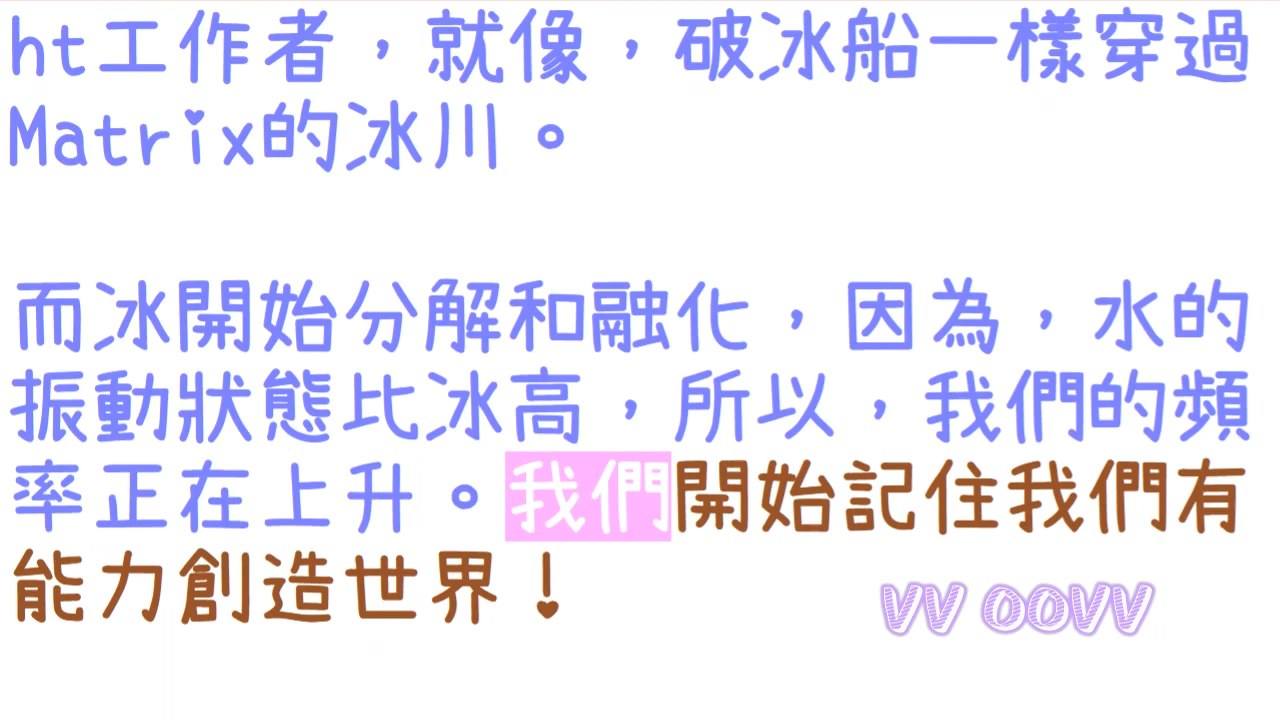 ht工作者，就像，破冰船一樣穿過
Matrix的冰川。
而冰開始分解和融化，因為，水的
振動狀態比冰高，所以，我們的頻
率正在上升。我們開始記住我們有
能力創造世界！
VV OOVV